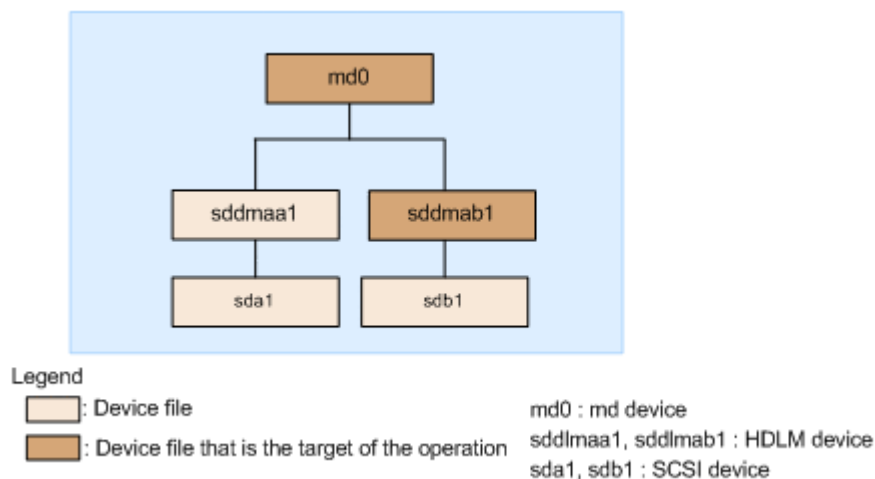 md0
sddmaa1 sddmab1
sda1 sdb1
Legend
: Device file
: Device file that is the target of the operation
md0 : md device
sddlmaa1, sddlmab1 : HDLM device
sda1, sdb1 : SCSI device